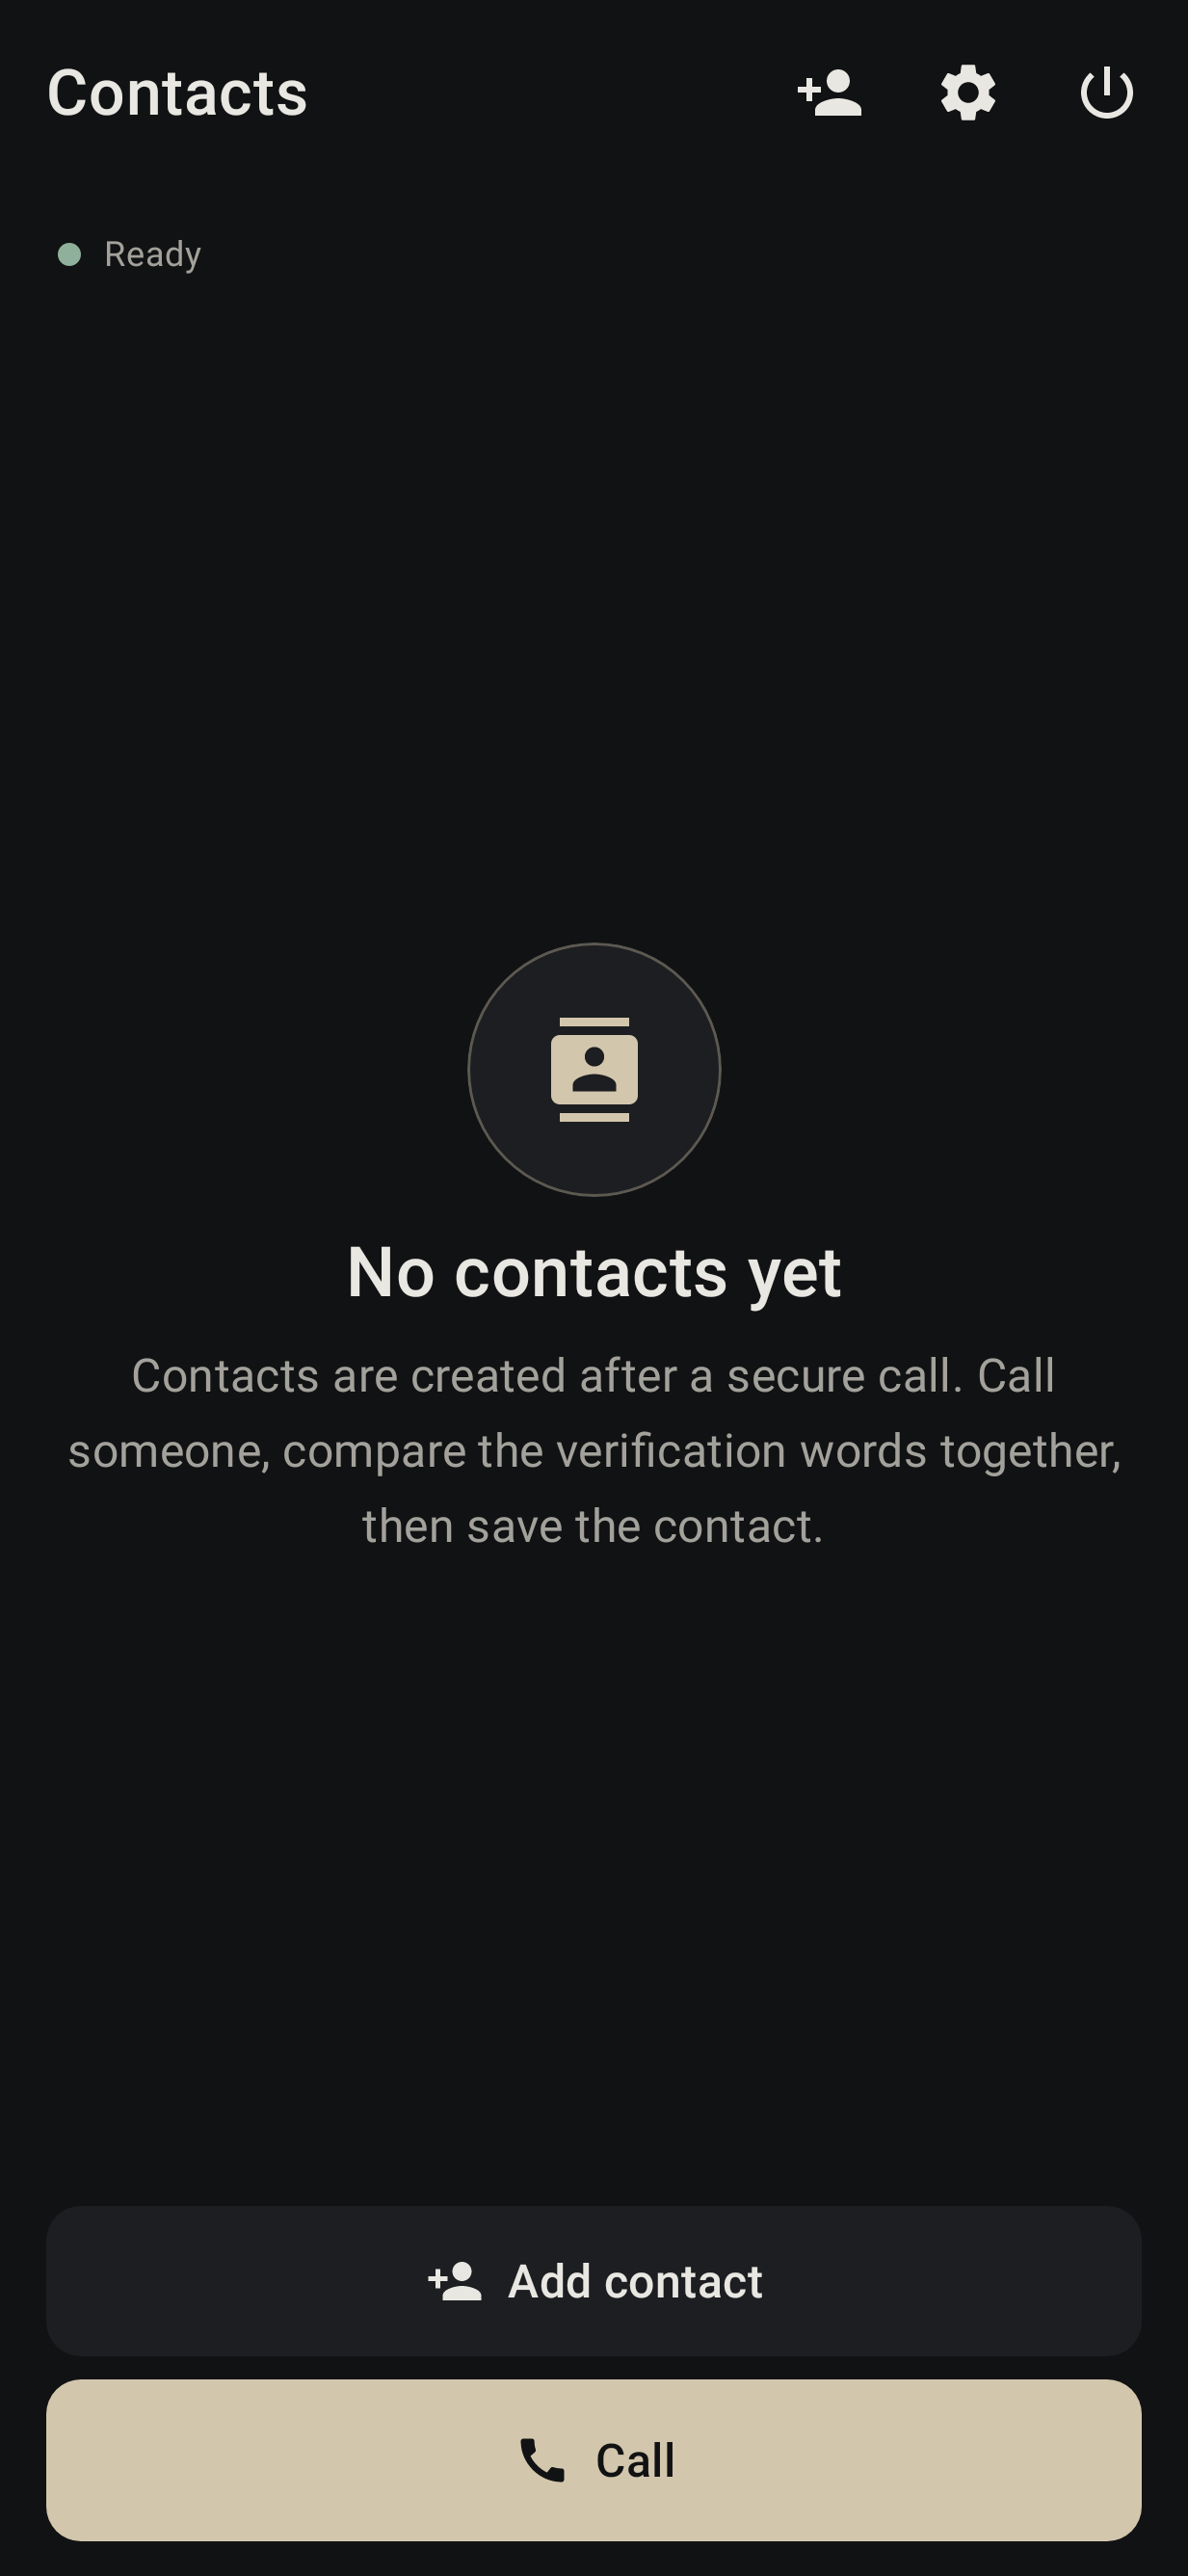 Contacts
Ready
No contacts yet
Contacts are created after a secure call. Call
someone, compare the verification words together,
then save the contact.
Add contact
Call